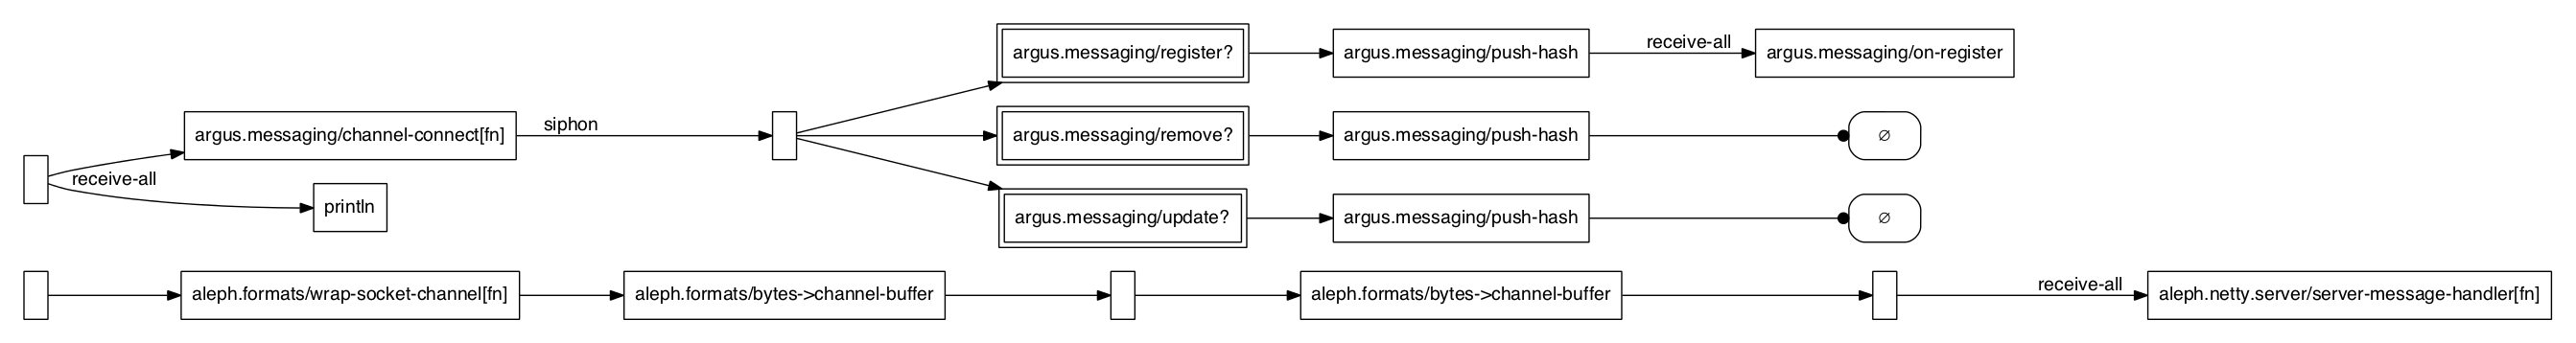 argus.messaging/register?
argus.messaging/push-hash
receive-all
argus.messaging/on-register
argus.messaging/channel-connect[fn]
siphon
argus.messaging/remove?
argus.messaging/push-hash
∅
receive-all
println
argus.messaging/update?
argus.messaging/push-hash
∅
aleph.formats/wrap-socket-channel[fn]
aleph.formats/bytes->channel-buffer
aleph.formats/bytes->channel-buffer
receive-all
aleph.netty.server/server-message-handler[fn]